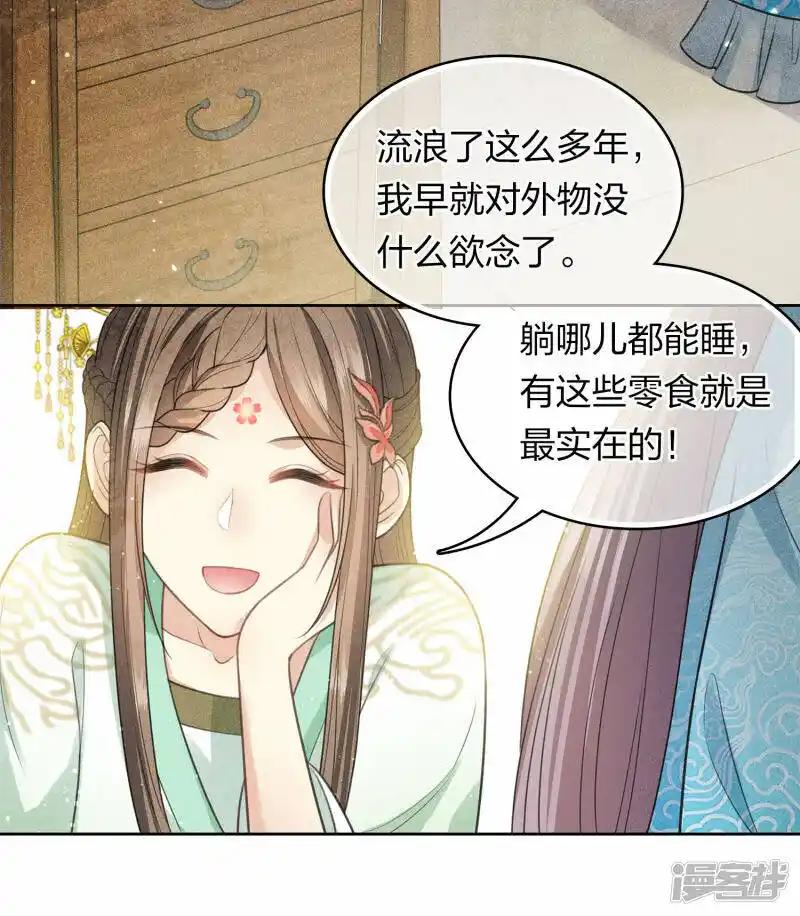 流浪了这么多年，
我早就对外物没
什么欲念了。
躺哪儿都能睡，
有这些零食就是
最实在的！
漫客栈